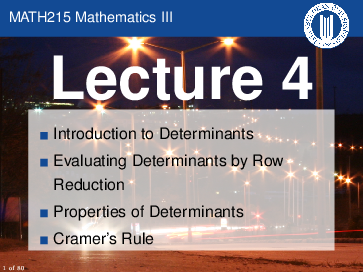 MATH215 Mathematics III
Lecture 4
Introduction to Determinants
Evaluating Determinants by Row
Reduction
Properties of Determinants
Cramer's Rule
1 of 80